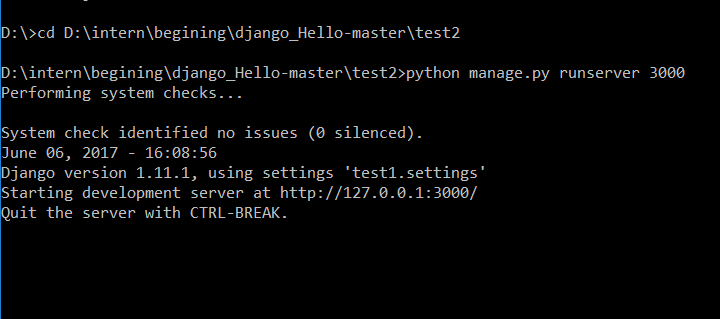 D:\>cd D:\intern\begining\django_Hello-master\test2
D:\intern\begining\django_Hello-master\test2>python manage.py runserver 3000
Performing system checks...
System check identified no issues (0 silenced).
June 06, 2017 - 16:08:56
Django version 1.11.1, using settings 'test1.settings'
Starting development server at http://127.0.0.1:3000/
Quit the server with CTRL-BREAK.